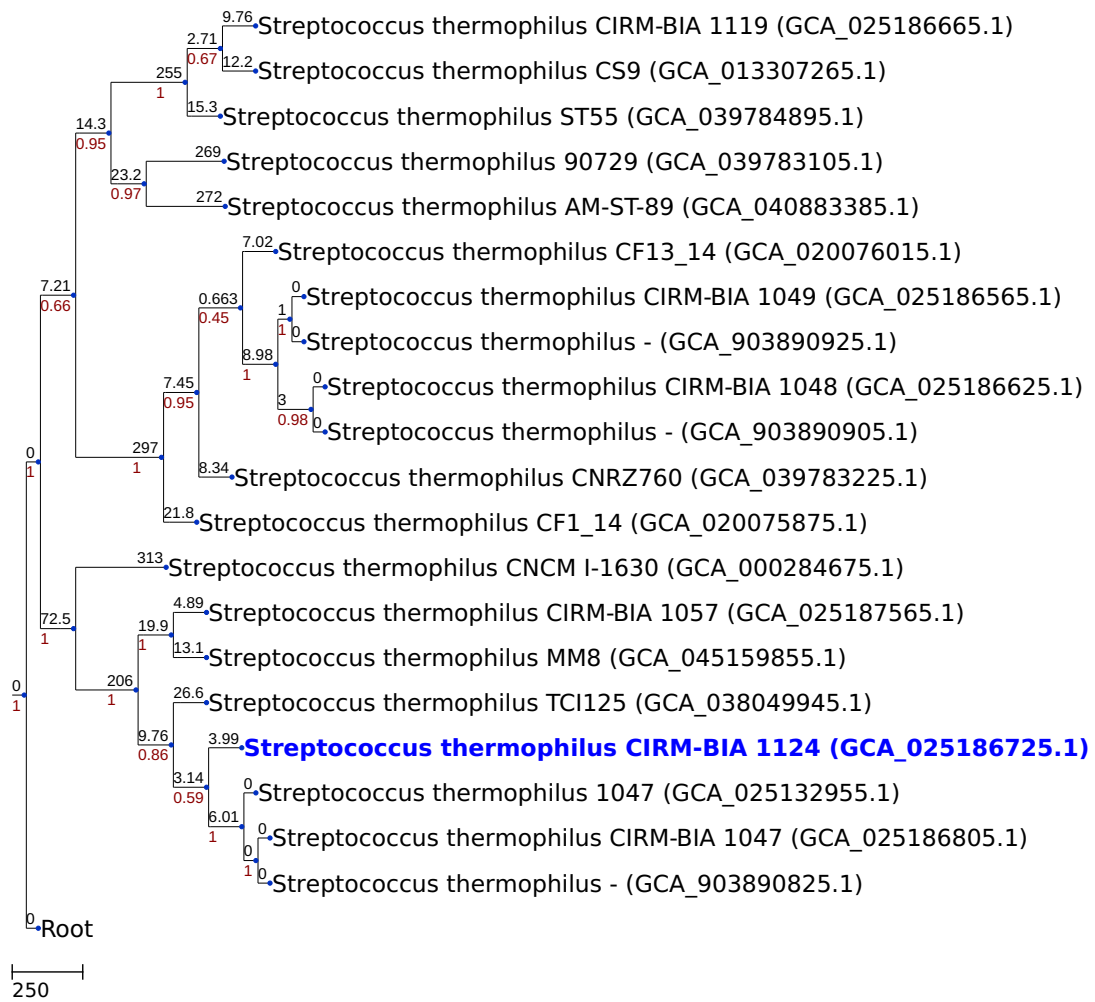 9.76
Streptococcus thermophilus CIRM-BIA 1119 (GCA_025186665.1)
2.71
0.67
12.2
Streptococcus thermophilus CS9 (GCA_013307265.1)
255
1
15.3
Streptococcus thermophilus ST55 (GCA_039784895.1)
14.3
0.95
269
Streptococcus thermophilus 90729 (GCA_039783105.1)
23.2
0.97
272
Streptococcus thermophilus AM-ST-89 (GCA_040883385.1)
7.02
Streptococcus thermophilus CF13_14 (GCA_020076015.1)
7.21
0.66
0.663
0.45
0
Streptococcus thermophilus CIRM-BIA 1049 (GCA_025186565.1)
1
1
0
Streptococcus thermophilus - (GCA_903890925.1)
8.98
1
0
Streptococcus thermophilus CIRM-BIA 1048 (GCA_025186625.1)
7.45
0.95
3
0.98
0
Streptococcus thermophilus - (GCA_903890905.1)
297
1
8.34
Streptococcus thermophilus CNRZ760 (GCA_039783225.1)
0
1
21.8
Streptococcus thermophilus CF1_14 (GCA_020075875.1)
313
Streptococcus thermophilus CNCM I-1630 (GCA_000284675.1)
72.5
1
4.89
Streptococcus thermophilus CIRM-BIA 1057 (GCA_025187565.1)
19.9
1
13.1
Streptococcus thermophilus MM8 (GCA_045159855.1)
206
1
0
1
26.6
Streptococcus thermophilus TCI125 (GCA_038049945.1)
9.76
0.86
3.99
Streptococcus thermophilus CIRM-BIA 1124 (GCA_025186725.1)
3.14
0.59
0
Streptococcus thermophilus 1047 (GCA_025132955.1)
6.01
1
0
Streptococcus thermophilus CIRM-BIA 1047 (GCA_025186805.1)
0
1
0
Streptococcus thermophilus - (GCA_903890825.1)
0
Root
250